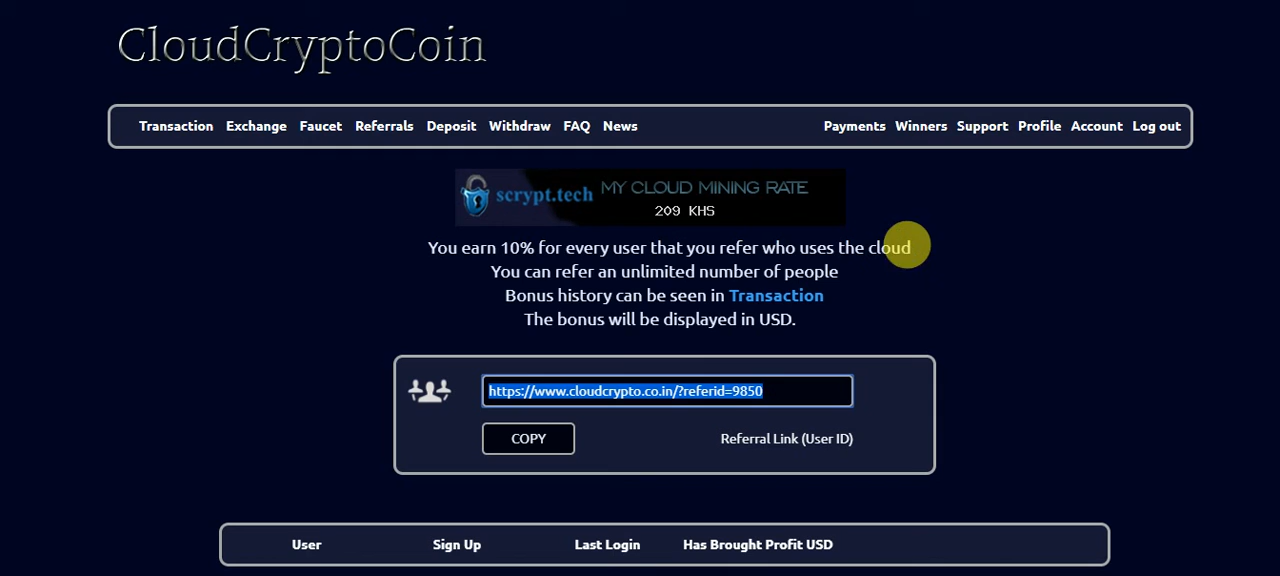 CloudCryptoCoin
Transaction Exchange Faucet Referrals Deposit Withdraw FAQ News Payments Winners Support Profile Account Log out
scrypt.tech MY CLOUD MINING RATE
209 KHS
You earn 10% for every user that you refer who uses the cloud
You can refer an unlimited number of people
Bonus history can be seen in Transaction
The bonus will be displayed in USD.
https://www.cloudcrypto.co.in/?referid=9850
COPY Referral Link (User ID)
User Sign Up Last Login Has Brought Profit USD